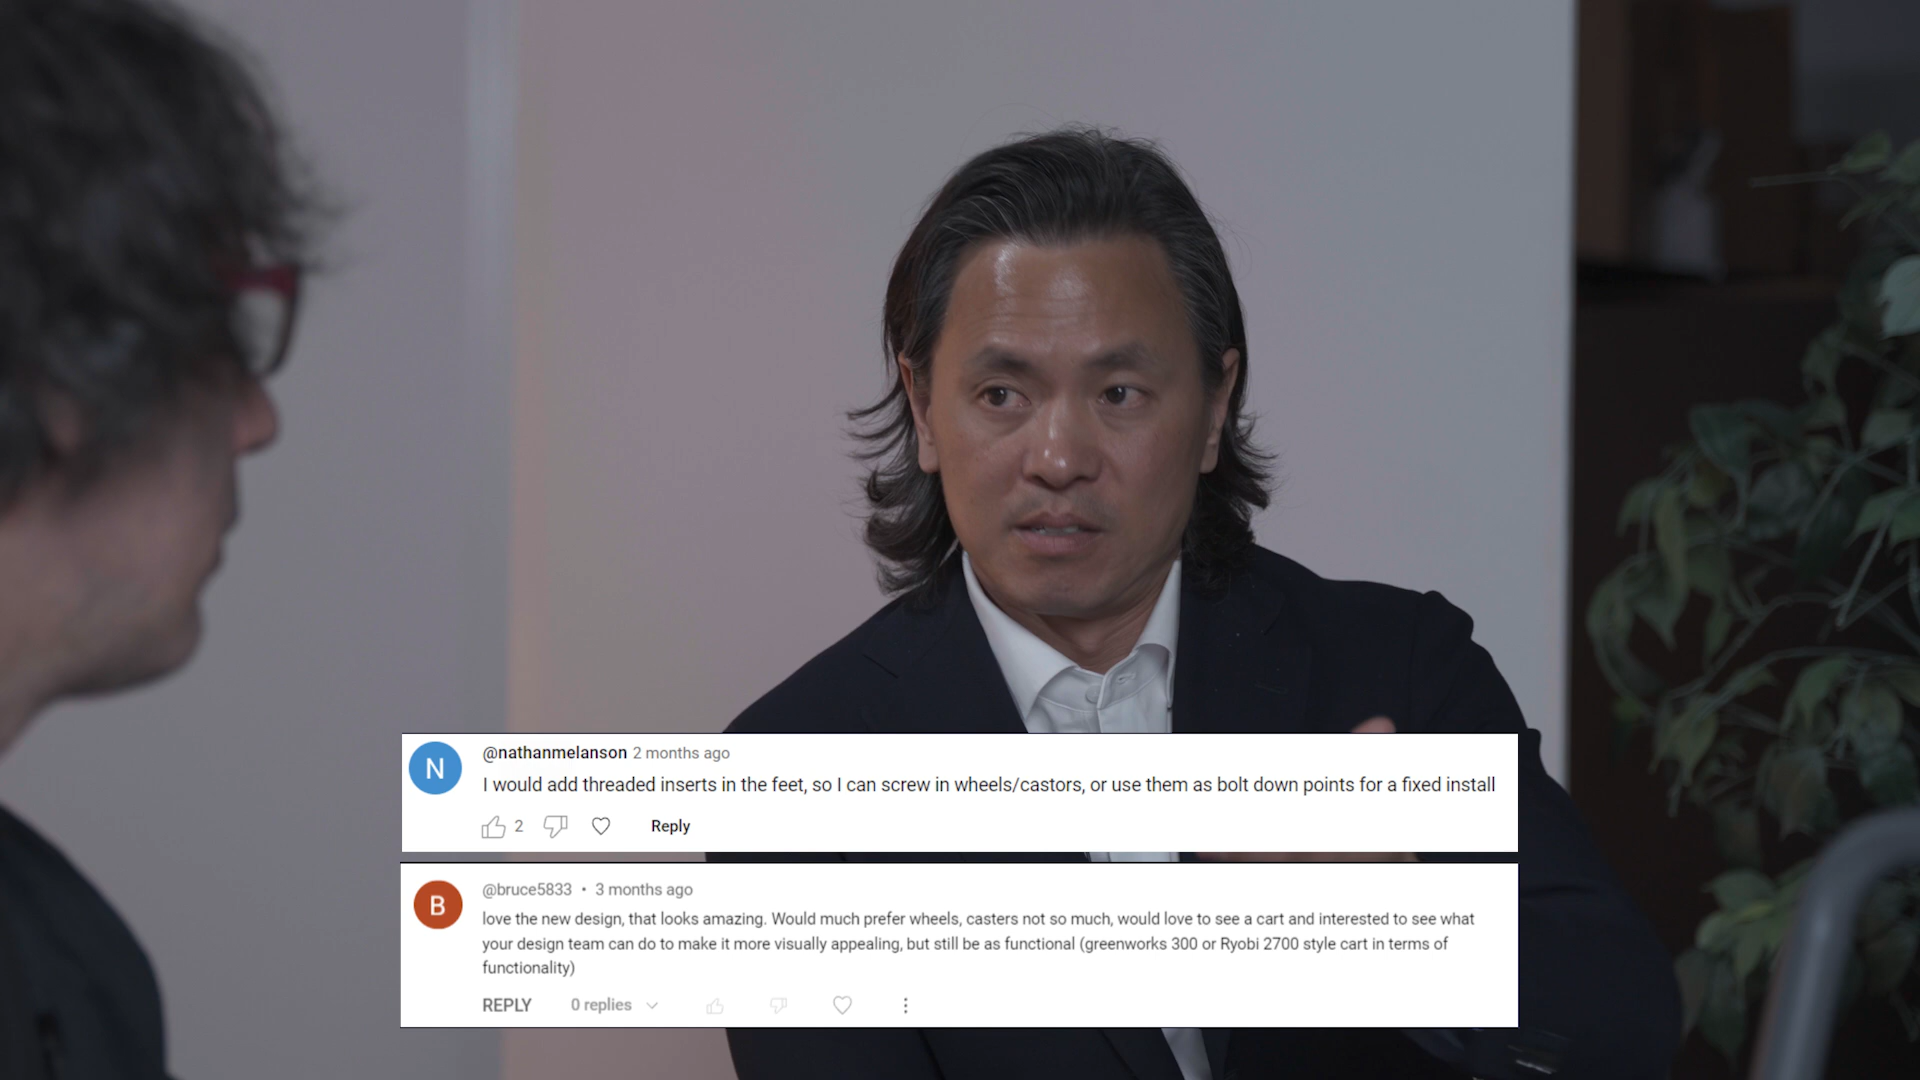 N
@nathanmelanson 2 months ago
I would add threaded inserts in the feet, so I can screw in wheels/castors, or use them as bolt down points for a fixed install
2 Reply
B
@bruce5833 • 3 months ago
love the new design, that looks amazing. Would much prefer wheels, casters not so much, would love to see a cart and interested to see what
your design team can do to make it more visually appealing, but still be as functional (greenworks 300 or Ryobi 2700 style cart in terms of
functionality)
REPLY 0 replies